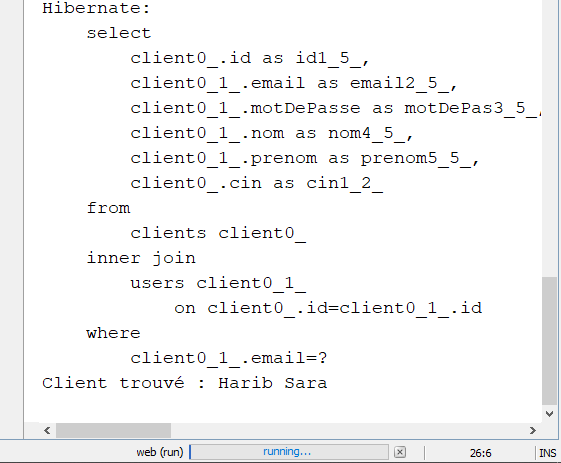 Hibernate:
    select
        client0_.id as id1_5_,
        client0_1_.email as email2_5_,
        client0_1_.motDePasse as motDePas3_5_,
        client0_1_.nom as nom4_5_,
        client0_1_.prenom as prenom5_5_,
        client0_.cin as cin1_2_
    from
        clients client0_
    inner join
        users client0_1_
            on client0_.id=client0_1_.id
    where
        client0_1_.email=?
Client trouvé : Harib Sara
web (run) running... 26:6 INS